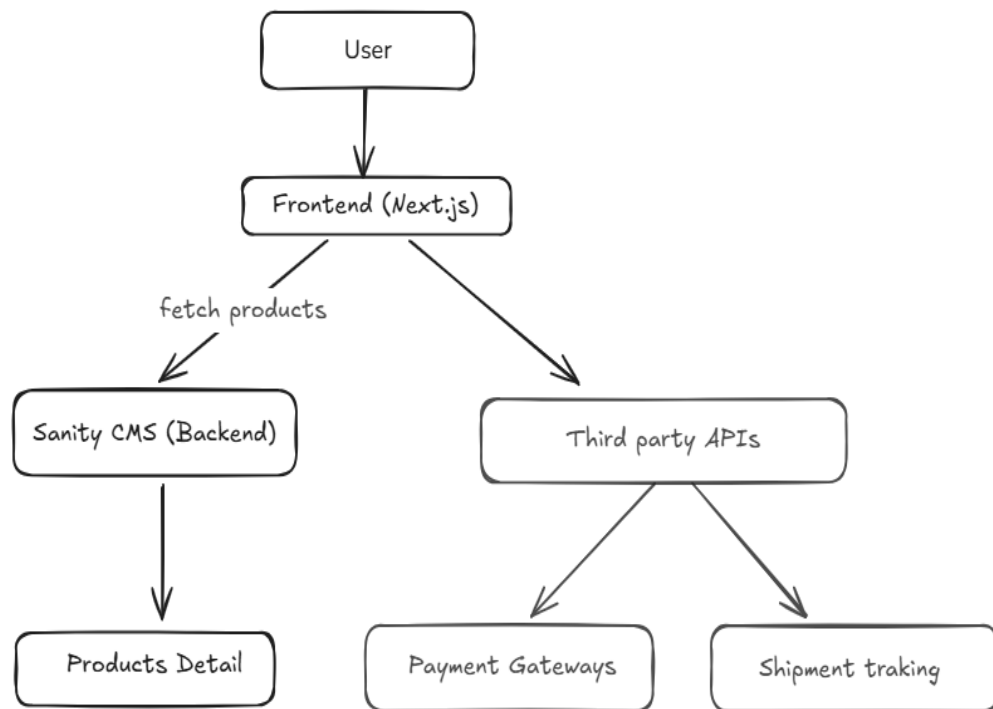 User
Frontend (Next.js)
fetch products
Sanity CMS (Backend)
Third party APIs
Products Detail
Payment Gateways
Shipment traking